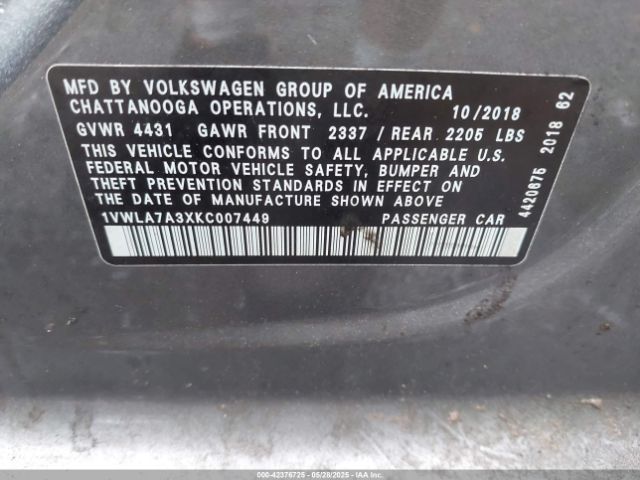 MFD BY VOLKSWAGEN GROUP OF AMERICA
CHATTANOOGA OPERATIONS, LLC. 10/2018
GVWR 4431 GAWR FRONT 2337 / REAR 2205 LBS
THIS VEHICLE CONFORMS TO ALL APPLICABLE U.S.
FEDERAL MOTOR VEHICLE SAFETY, BUMPER AND
THEFT PREVENTION STANDARDS IN EFFECT ON
THE DATE OF MANUFACTURE SHOWN ABOVE
1VWLA7A3XKC007449 PASSENGER CAR
4420675 2018 62
000-42376725 - 05/28/2025 - IAA